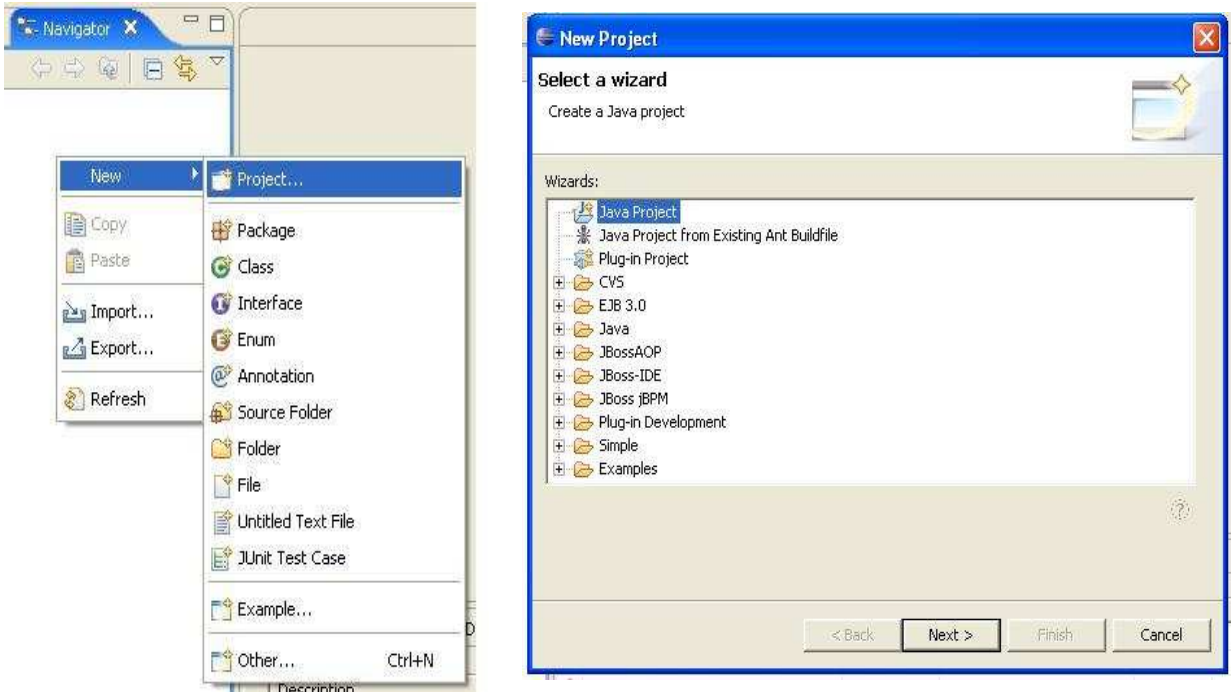 Navigator
New
Copy
Paste
Import...
Export...
Refresh
Project...
Package
Class
Interface
Enum
Annotation
Source Folder
Folder
File
Untitled Text File
JUnit Test Case
Example...
Other... Ctrl+N
D
Description
New Project
Select a wizard
Create a Java project
Wizards:
Java Project
Java Project from Existing Ant Buildfile
Plug-in Project
CVS
EJB 3.0
Java
JBossAOP
JBoss-IDE
JBoss jBPM
Plug-in Development
Simple
Examples
< Back Next > Finish Cancel